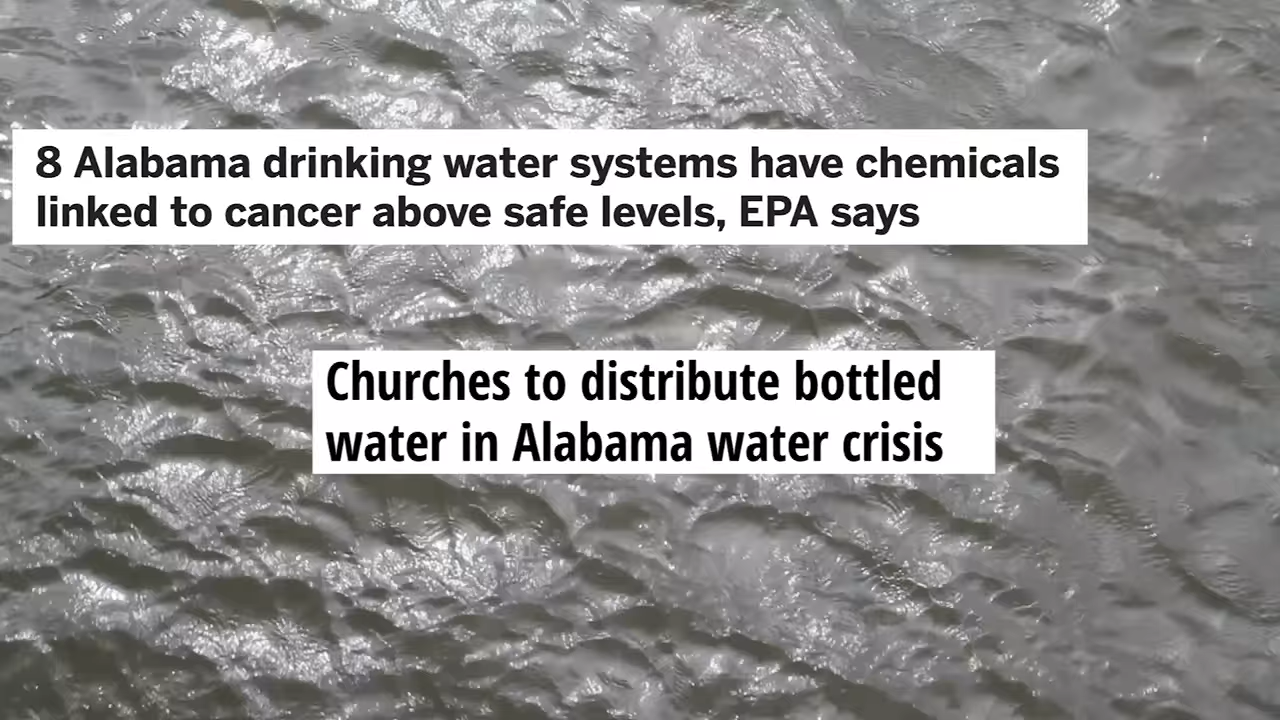 8 Alabama drinking water systems have chemicals
linked to cancer above safe levels, EPA says
Churches to distribute bottled
water in Alabama water crisis